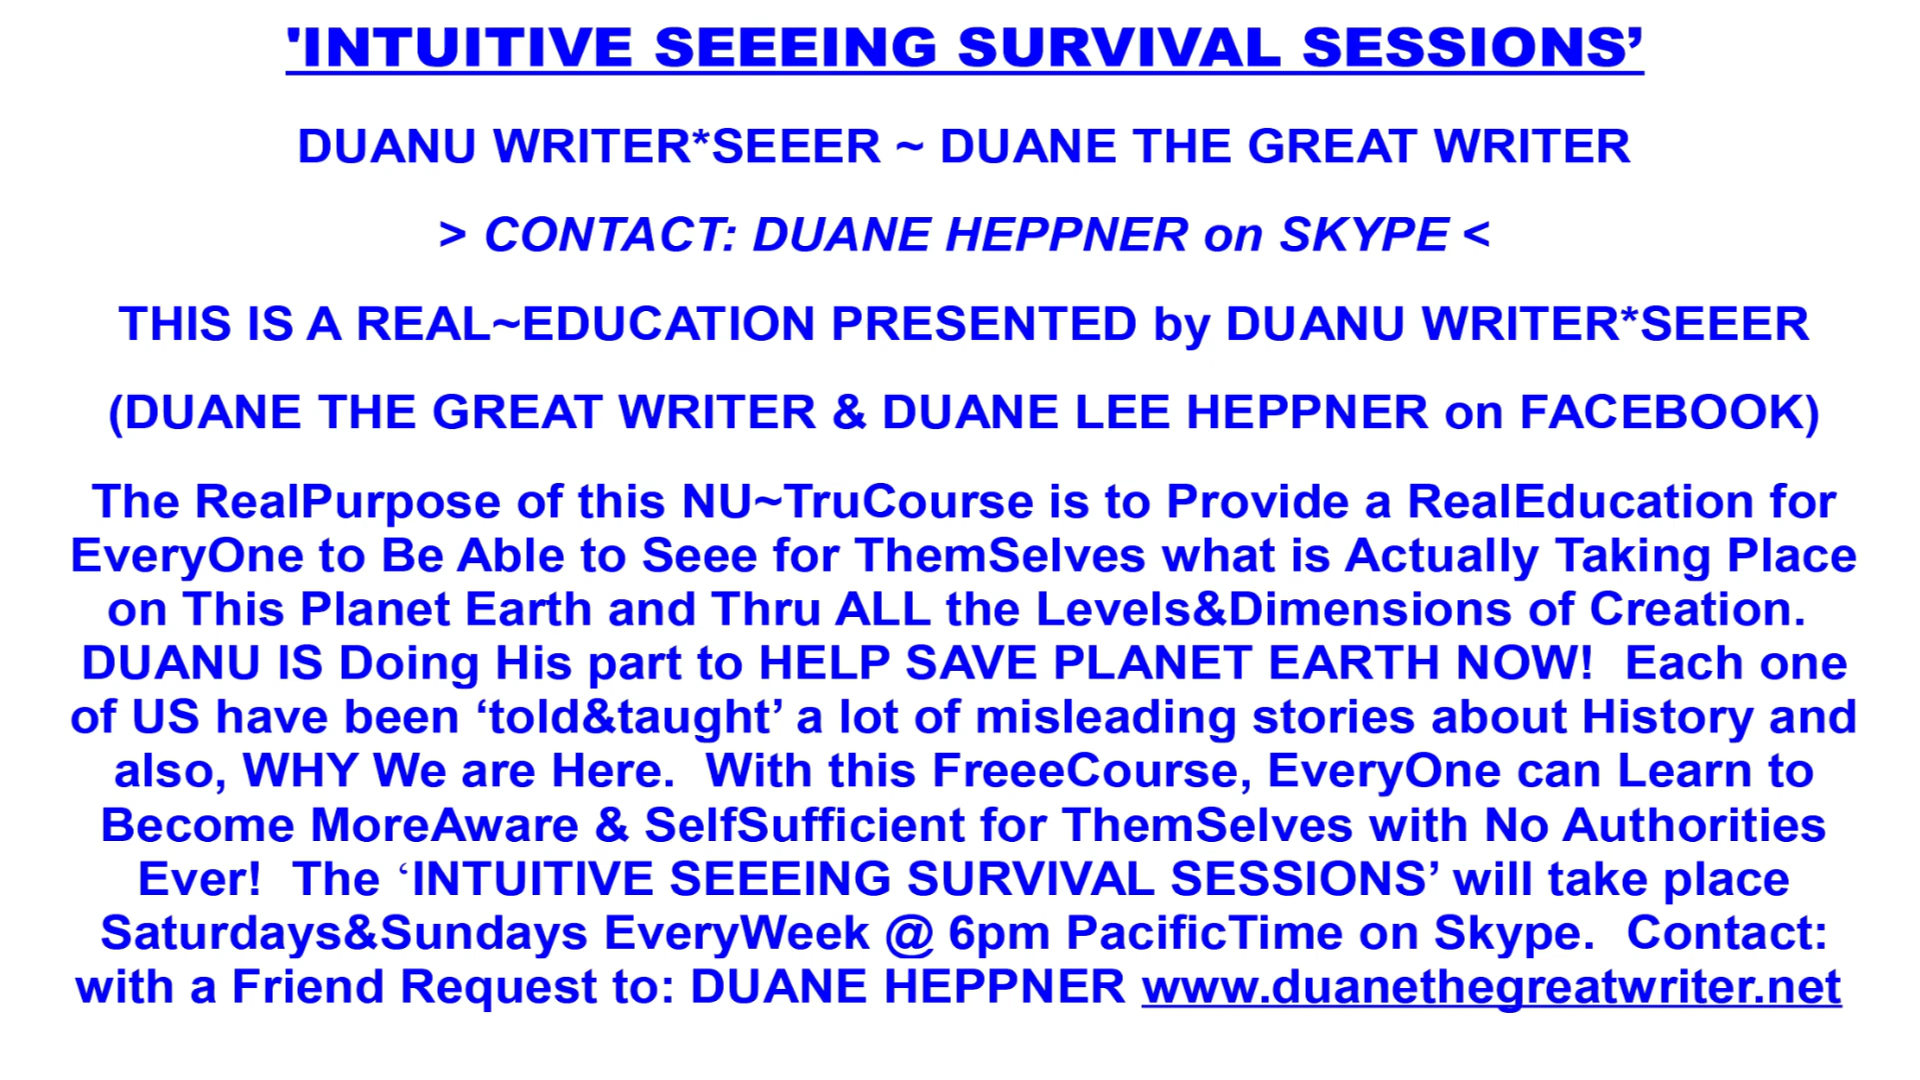 'INTUITIVE SEEEING SURVIVAL SESSIONS’
DUANU WRITER*SEEER ~ DUANE THE GREAT WRITER
> CONTACT: DUANE HEPPNER on SKYPE <
THIS IS A REAL~EDUCATION PRESENTED by DUANU WRITER*SEEER
(DUANE THE GREAT WRITER & DUANE LEE HEPPNER on FACEBOOK)
The RealPurpose of this NU~TruCourse is to Provide a RealEducation for
EveryOne to Be Able to Seee for ThemSelves what is Actually Taking Place
on This Planet Earth and Thru ALL the Levels&Dimensions of Creation.
DUANU IS Doing His part to HELP SAVE PLANET EARTH NOW!  Each one
of US have been ‘told&taught’ a lot of misleading stories about History and
also, WHY We are Here.  With this FreeeCourse, EveryOne can Learn to
Become MoreAware & SelfSufficient for ThemSelves with No Authorities
Ever!  The ‘INTUITIVE SEEEING SURVIVAL SESSIONS’ will take place
Saturdays&Sundays EveryWeek @ 6pm PacificTime on Skype.  Contact:
with a Friend Request to: DUANE HEPPNER www.duanethegreatwriter.net